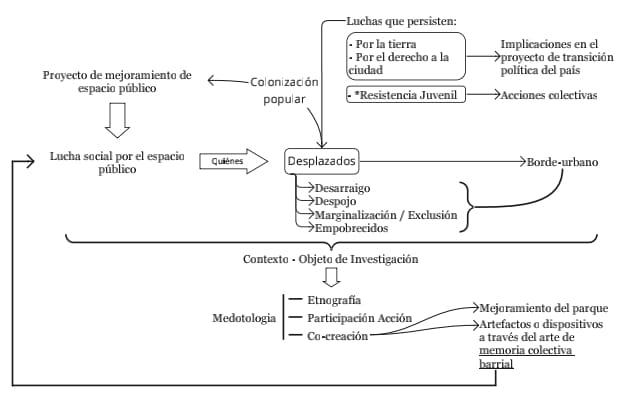 Luchas que persisten:
- Por la tierra
- Por el derecho a la
ciudad
Implicaciones en el
proyecto de transición
política del país
- *Resistencia Juvenil
Acciones colectivas
Proyecto de mejoramiento de
espacio público
Colonización
popular
Lucha social por el espacio
público
Quiénes
Desplazados
Borde-urbano
Desarraigo
Despojo
Marginalización / Exclusión
Empobrecidos
Contexto - Objeto de Investigación
Medotologia
Etnografía
Participación Acción
Co-creación
Mejoramiento del parque
Artefactos o dispositivos
a través del arte de
memoria colectiva
barrial